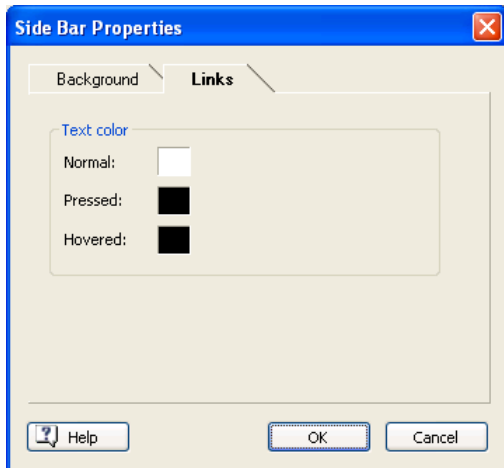 Side Bar Properties
Background Links
Text color
Normal:
Pressed:
Hovered:
Help OK Cancel